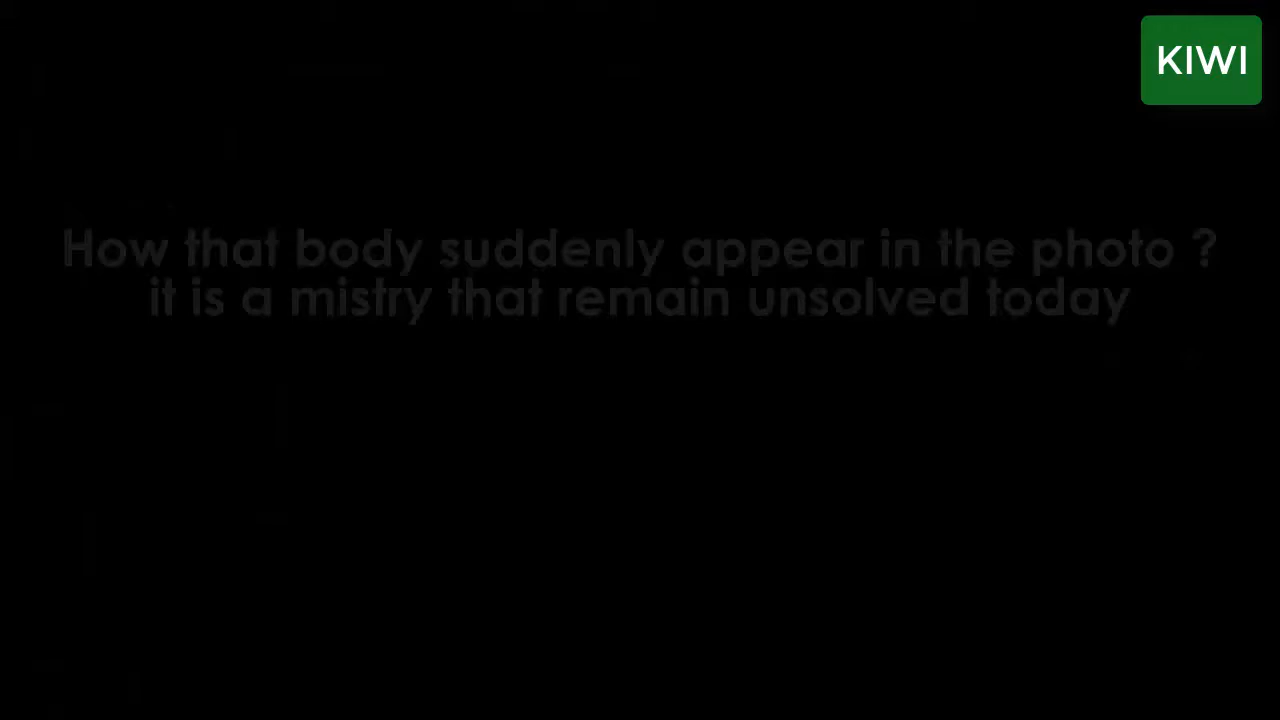 KIWI
How that body suddenly appear in the photo ?
it is a mistry that remain unsolved today